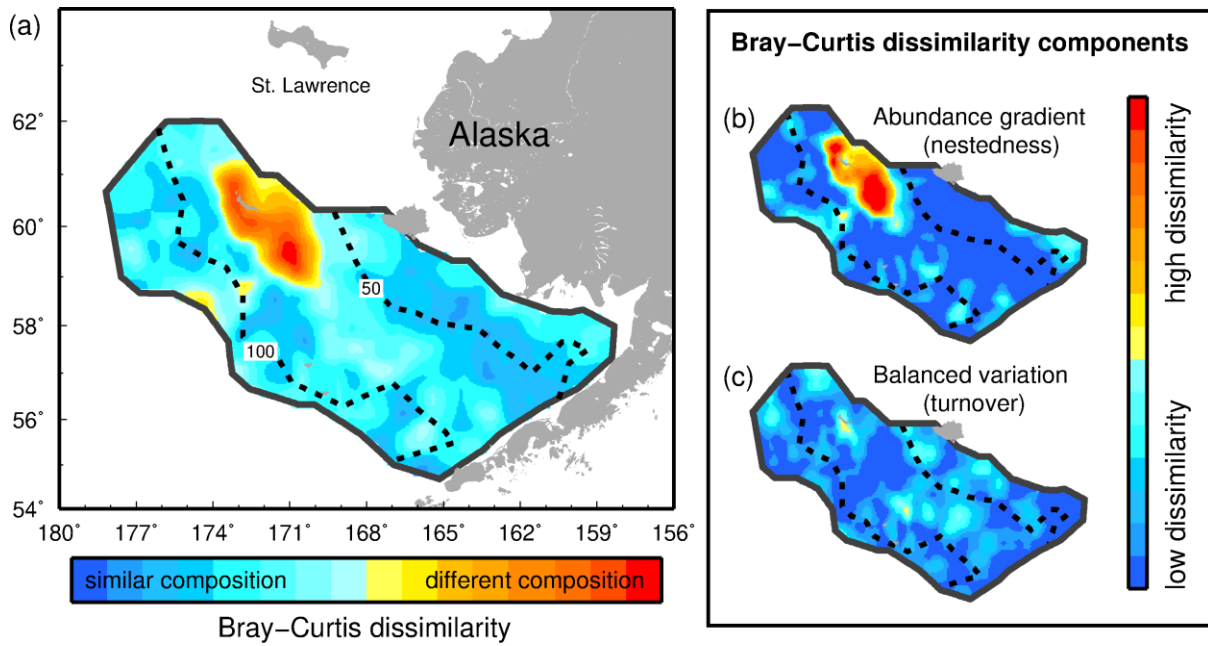 (a)
St. Lawrence
Alaska
62°
60°
58°
56°
54°
50
100
180 177 174 171 168 165 162 159 156°
similar composition different composition
Bray−Curtis dissimilarity
Bray−Curtis dissimilarity components
(b)
Abundance gradient
(nestedness)
(c)
Balanced variation
(turnover)
high dissimilarity
low dissimilarity